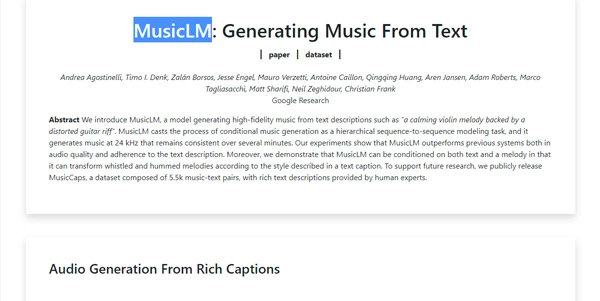 MusicLM: Generating Music From Text
| paper | dataset |
Andrea Agostinelli, Timo I. Denk, Zalán Borsos, Jesse Engel, Mauro Verzetti, Antoine Caillon, Qingqing Huang, Aren Jansen, Adam Roberts, Marco
Tagliasacchi, Matt Sharifi, Neil Zeghidour, Christian Frank
Google Research
Abstract We introduce MusicLM, a model generating high-fidelity music from text descriptions such as "a calming violin melody backed by a
distorted guitar riff". MusicLM casts the process of conditional music generation as a hierarchical sequence-to-sequence modeling task, and it
generates music at 24 kHz that remains consistent over several minutes. Our experiments show that MusicLM outperforms previous systems both in
audio quality and adherence to the text description. Moreover, we demonstrate that MusicLM can be conditioned on both text and a melody in that
it can transform whistled and hummed melodies according to the style described in a text caption. To support future research, we publicly release
MusicCaps, a dataset composed of 5.5k music-text pairs, with rich text descriptions provided by human experts.
Audio Generation From Rich Captions